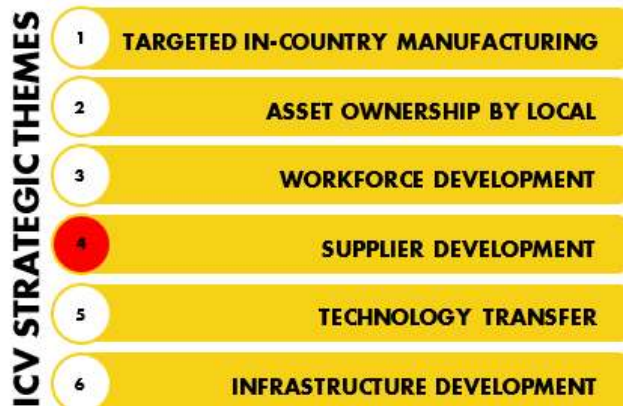 ICV STRATEGIC THEMES
1 TARGETED IN-COUNTRY MANUFACTURING
2 ASSET OWNERSHIP BY LOCAL
3 WORKFORCE DEVELOPMENT
4 SUPPLIER DEVELOPMENT
5 TECHNOLOGY TRANSFER
6 INFRASTRUCTURE DEVELOPMENT